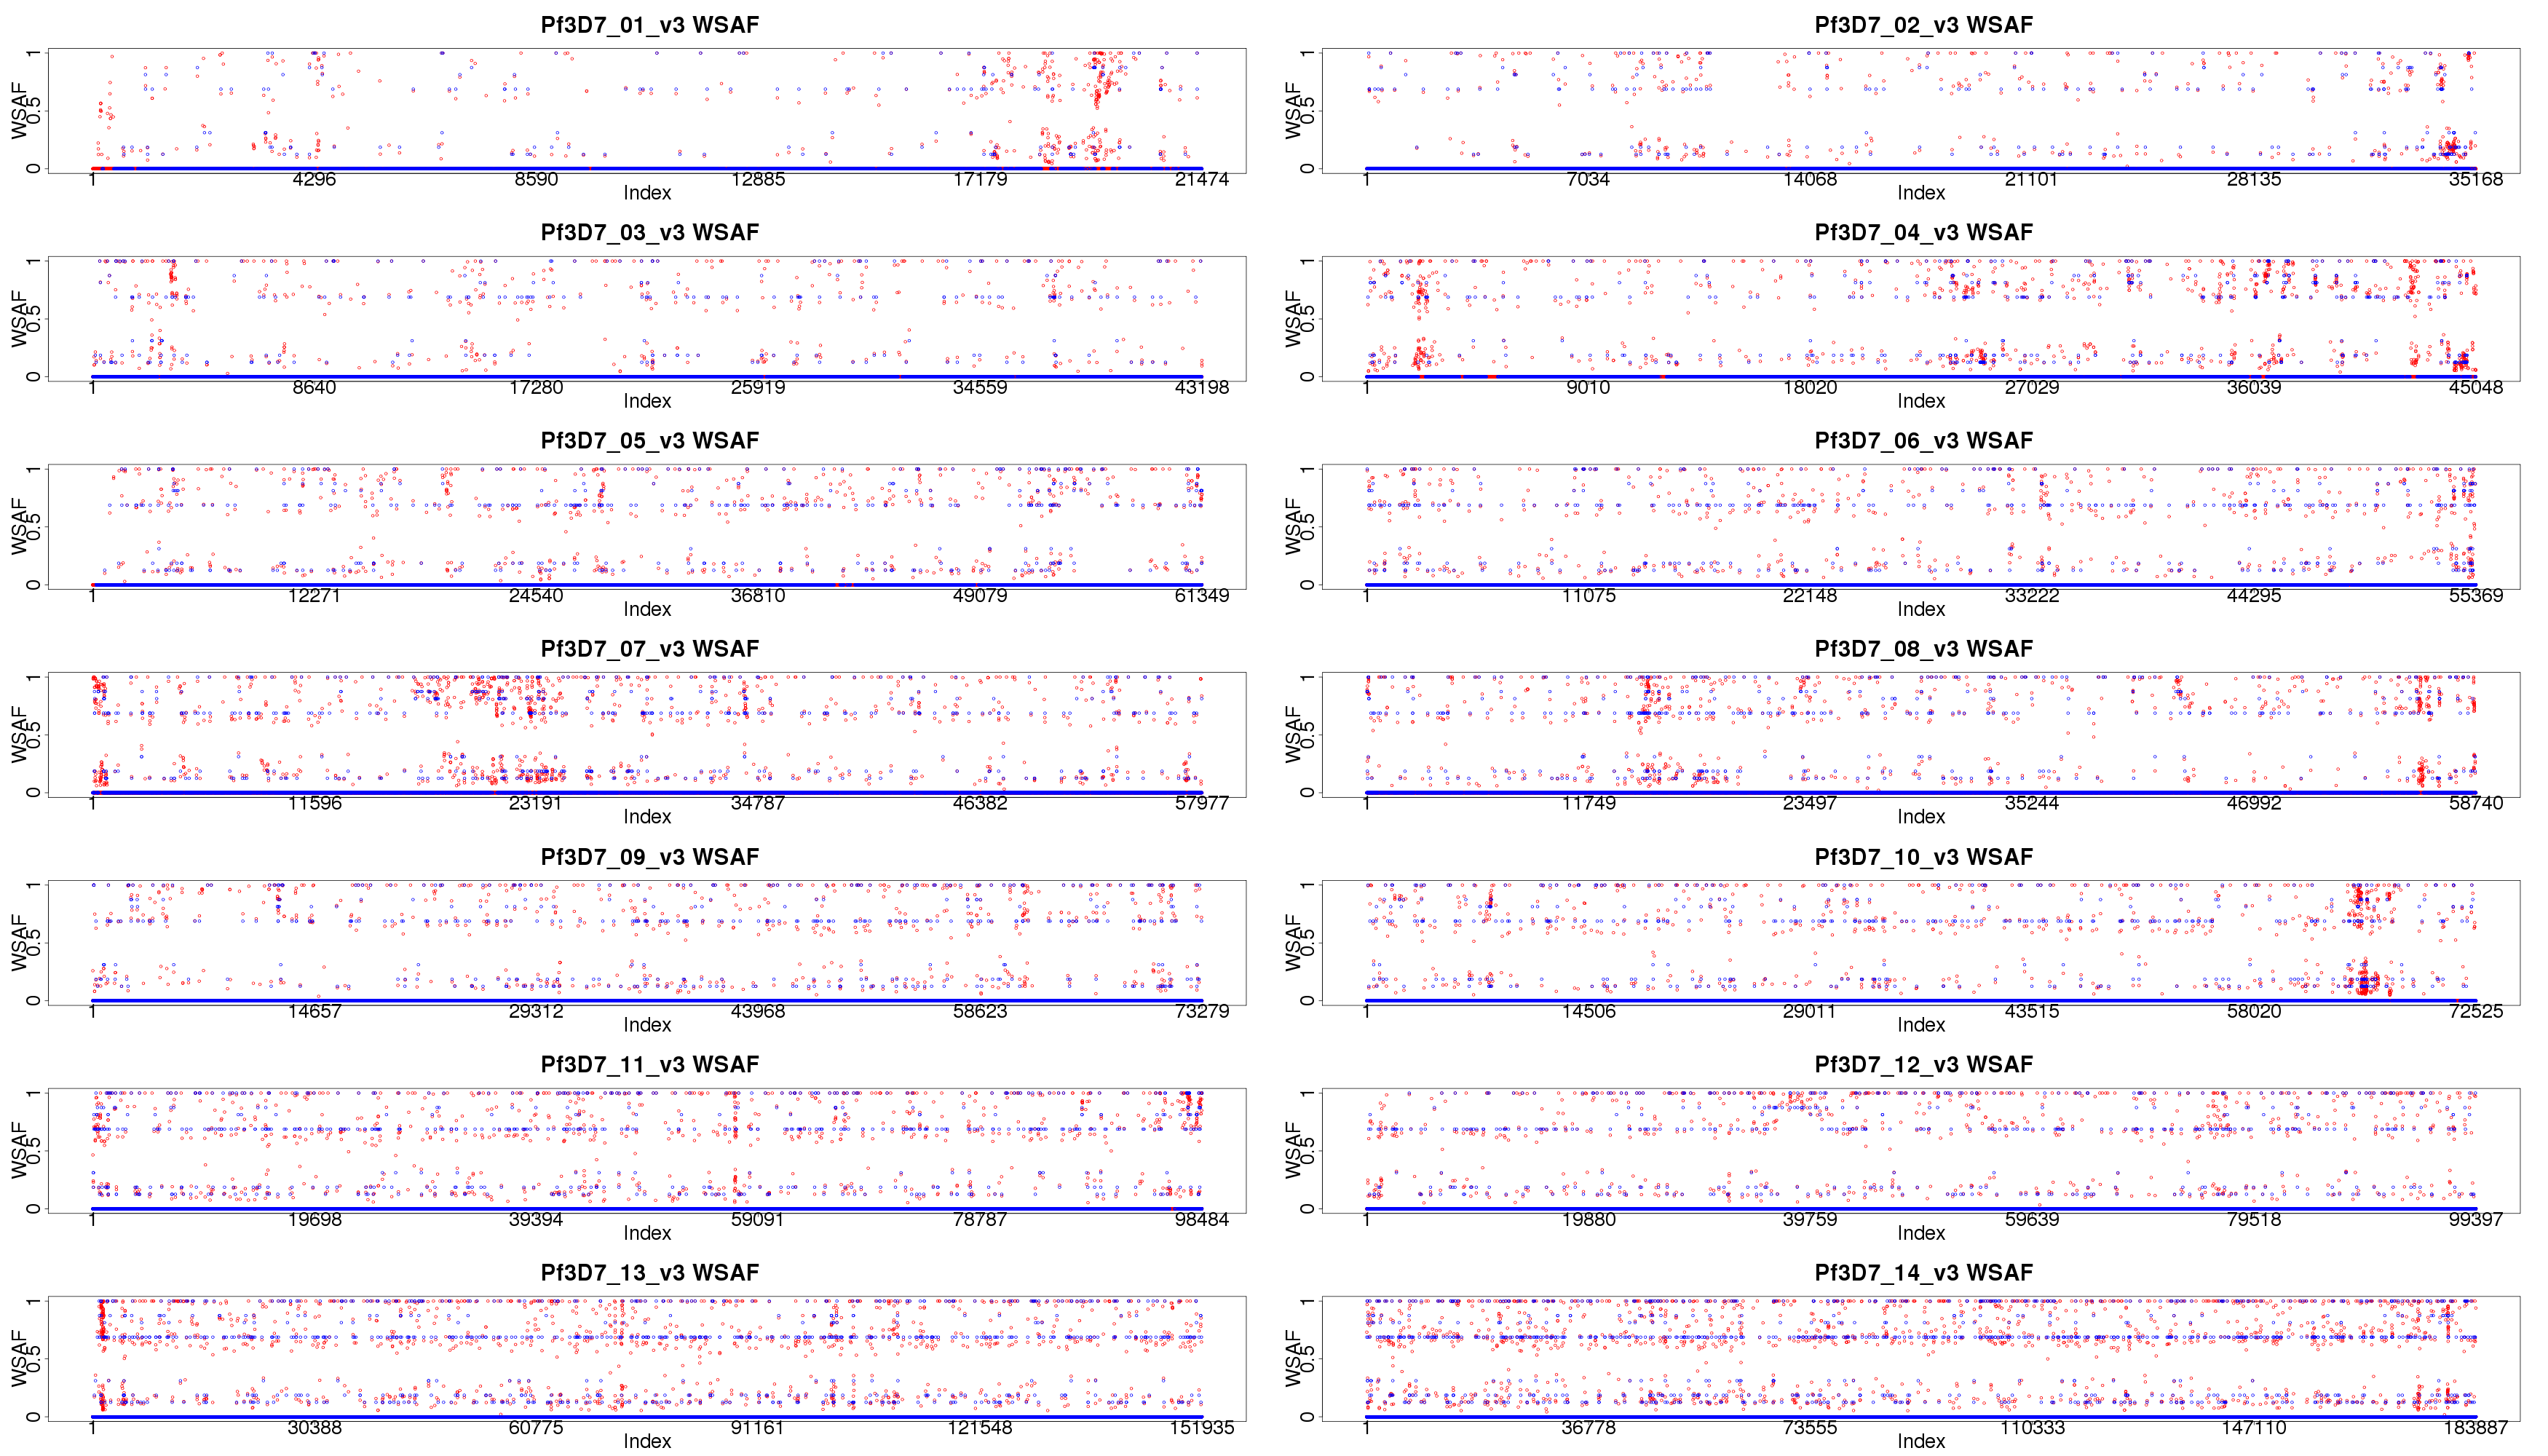 Pf3D7_01_v3 WSAF
WSAF
1
0.5
0
1 4296 8590 12885 17179 21474
Index
Pf3D7_02_v3 WSAF
WSAF
1
0.5
0
1 7034 14068 21101 28135 35168
Index
Pf3D7_03_v3 WSAF
WSAF
1
0.5
0
1 8640 17280 25919 34559 43198
Index
Pf3D7_04_v3 WSAF
WSAF
1
0.5
0
1 9010 18020 27029 36039 45048
Index
Pf3D7_05_v3 WSAF
WSAF
1
0.5
0
1 12271 24540 36810 49079 61349
Index
Pf3D7_06_v3 WSAF
WSAF
1
0.5
0
1 11075 22148 33222 44295 55369
Index
Pf3D7_07_v3 WSAF
WSAF
1
0.5
0
1 11596 23191 34787 46382 57977
Index
Pf3D7_08_v3 WSAF
WSAF
1
0.5
0
1 11749 23497 35244 46992 58740
Index
Pf3D7_09_v3 WSAF
WSAF
1
0.5
0
1 14657 29312 43968 58623 73279
Index
Pf3D7_10_v3 WSAF
WSAF
1
0.5
0
1 14506 29011 43515 58020 72525
Index
Pf3D7_11_v3 WSAF
WSAF
1
0.5
0
1 19698 39394 59091 78787 98484
Index
Pf3D7_12_v3 WSAF
WSAF
1
0.5
0
1 19880 39759 59639 79518 99397
Index
Pf3D7_13_v3 WSAF
WSAF
1
0.5
0
1 30388 60775 91161 121548 151935
Index
Pf3D7_14_v3 WSAF
WSAF
1
0.5
0
1 36778 73555 110333 147110 183887
Index